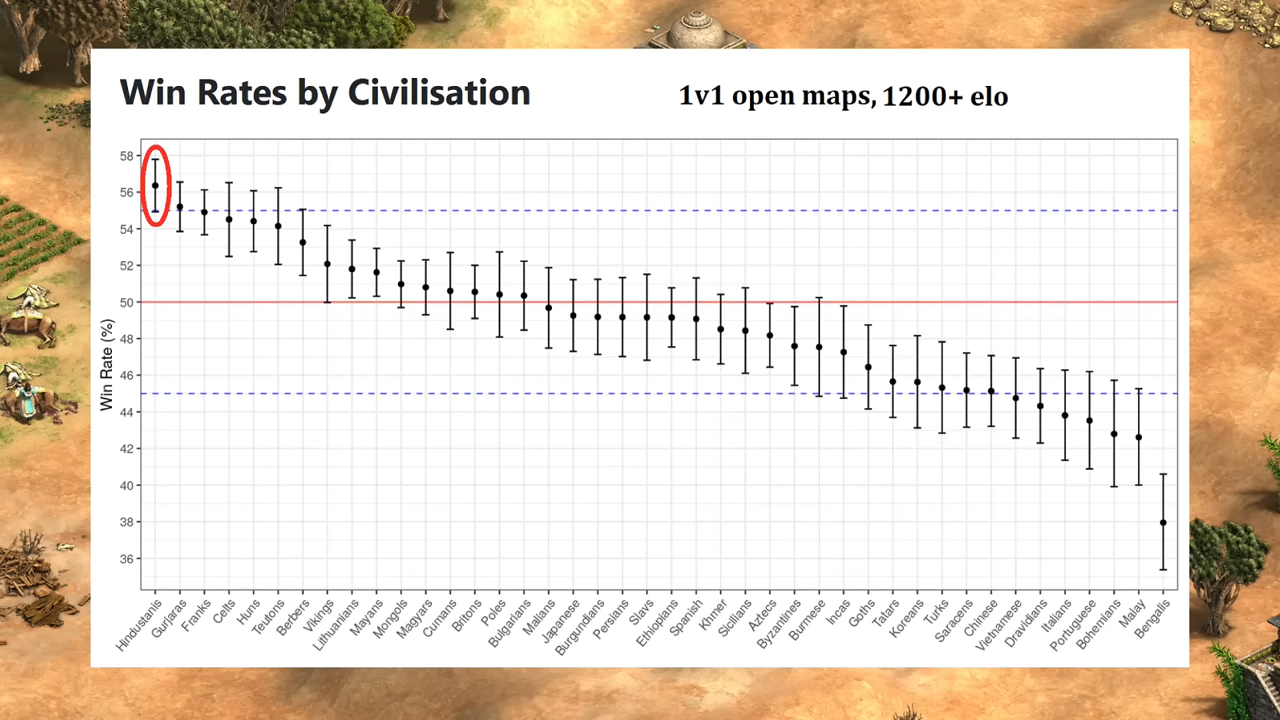 Win Rates by Civilisation
1v1 open maps, 1200+ elo
Win Rate (%)
58
56
54
52
50
48
46
44
42
40
38
36
Hindustanis
Gurjaras
Franks
Celts
Huns
Teutons
Berbers
Vikings
Lithuanians
Mayans
Mongols
Magyars
Cumans
Britons
Poles
Bulgarians
Malians
Japanese
Burgundians
Persians
Slavs
Ethiopians
Spanish
Khmer
Sicilians
Aztecs
Byzantines
Burmese
Incas
Goths
Tatars
Koreans
Turks
Saracens
Chinese
Vietnamese
Dravidians
Italians
Portuguese
Bohemians
Malay
Bengalis